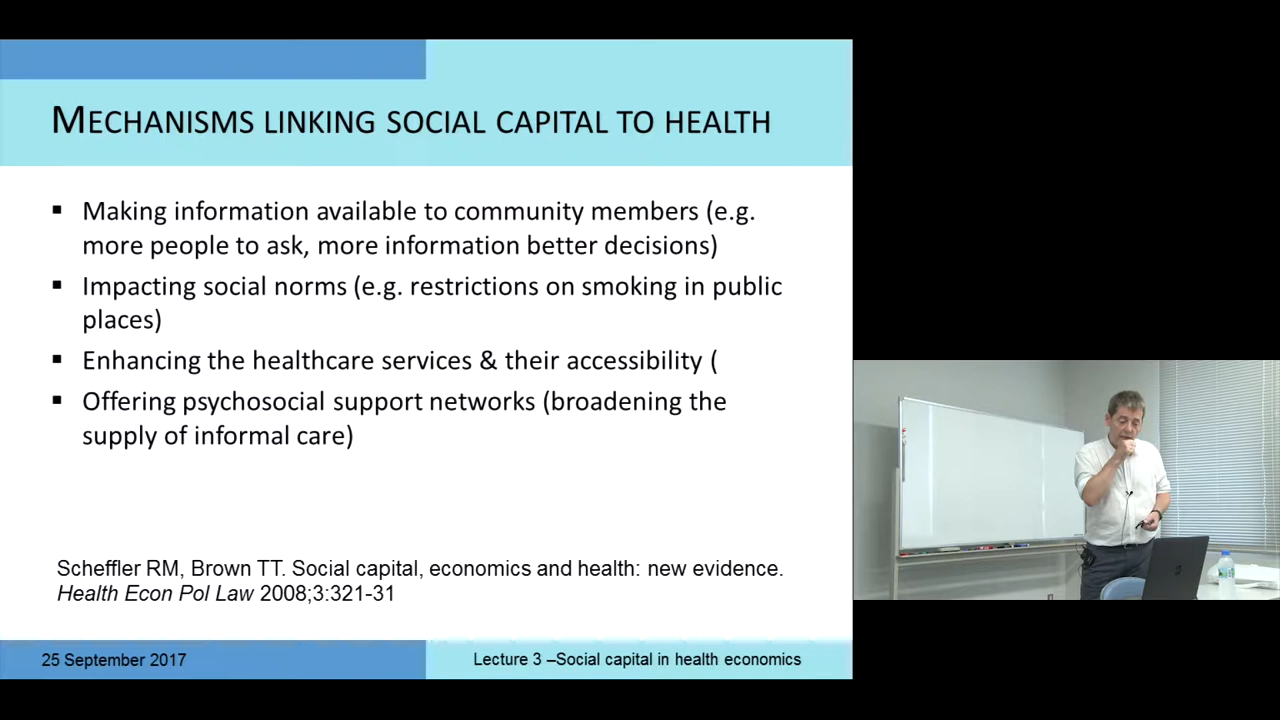 MECHANISMS LINKING SOCIAL CAPITAL TO HEALTH
Making information available to community members (e.g.
more people to ask, more information better decisions)
Impacting social norms (e.g. restrictions on smoking in public
places)
Enhancing the healthcare services & their accessibility (
Offering psychosocial support networks (broadening the
supply of informal care)
Scheffler RM, Brown TT. Social capital, economics and health: new evidence.
Health Econ Pol Law 2008;3:321-31
25 September 2017
Lecture 3 –Social capital in health economics